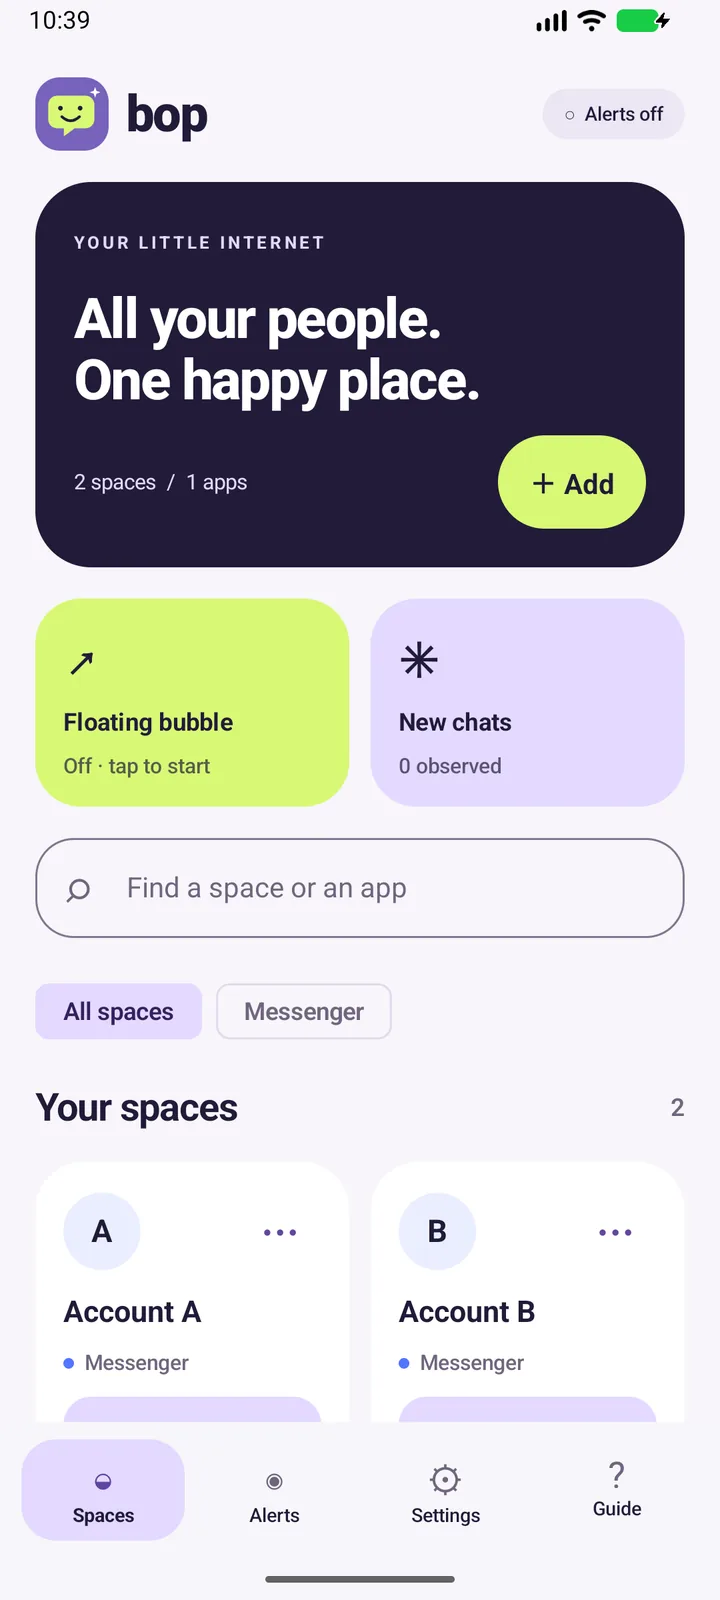 10:39
bop
Alerts off
YOUR LITTLE INTERNET
All your people.
One happy place.
2 spaces / 1 apps
+ Add
Floating bubble
Off · tap to start
New chats
0 observed
Find a space or an app
All spaces
Messenger
Your spaces
2
A
Account A
Messenger
B
Account B
Messenger
Spaces
Alerts
Settings
?
Guide